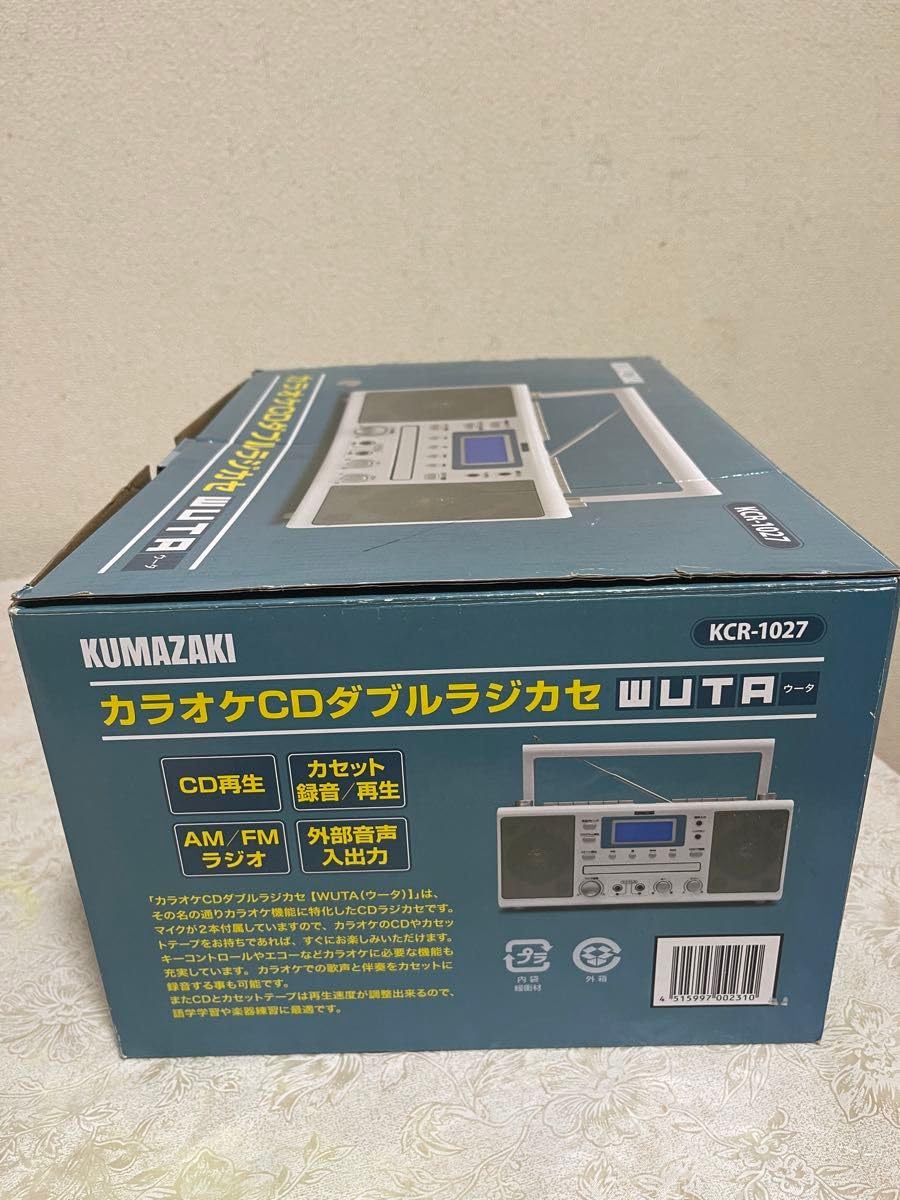 カラオケCDダブルラジカセ WUTA ウータ
KCR-1027
KUMAZAKI
KCR-1027
カラオケCDダブルラジカセ WUTA ウータ
CD再生
カセット
録音/再生
AM/FM
ラジオ
外部音声
入出力
「カラオケCDダブルラジカセ【WUTA(ウータ)】」は、
その名の通りカラオケ機能に特化したCDラジカセです。
マイクが2本付属していますので、カラオケのCDやカセッ
トテープをお持ちであれば、すぐにお楽しみいただけます。
キーコントロールやエコーなどカラオケに必要な機能も
充実しています。カラオケでの歌声と伴奏をカセットに
録音する事も可能です。
またCDとカセットテープは再生速度が調整出来るので、
語学学習や楽器練習に最適です。
プラ
内袋
緩衝材
外箱
4 515997 002310